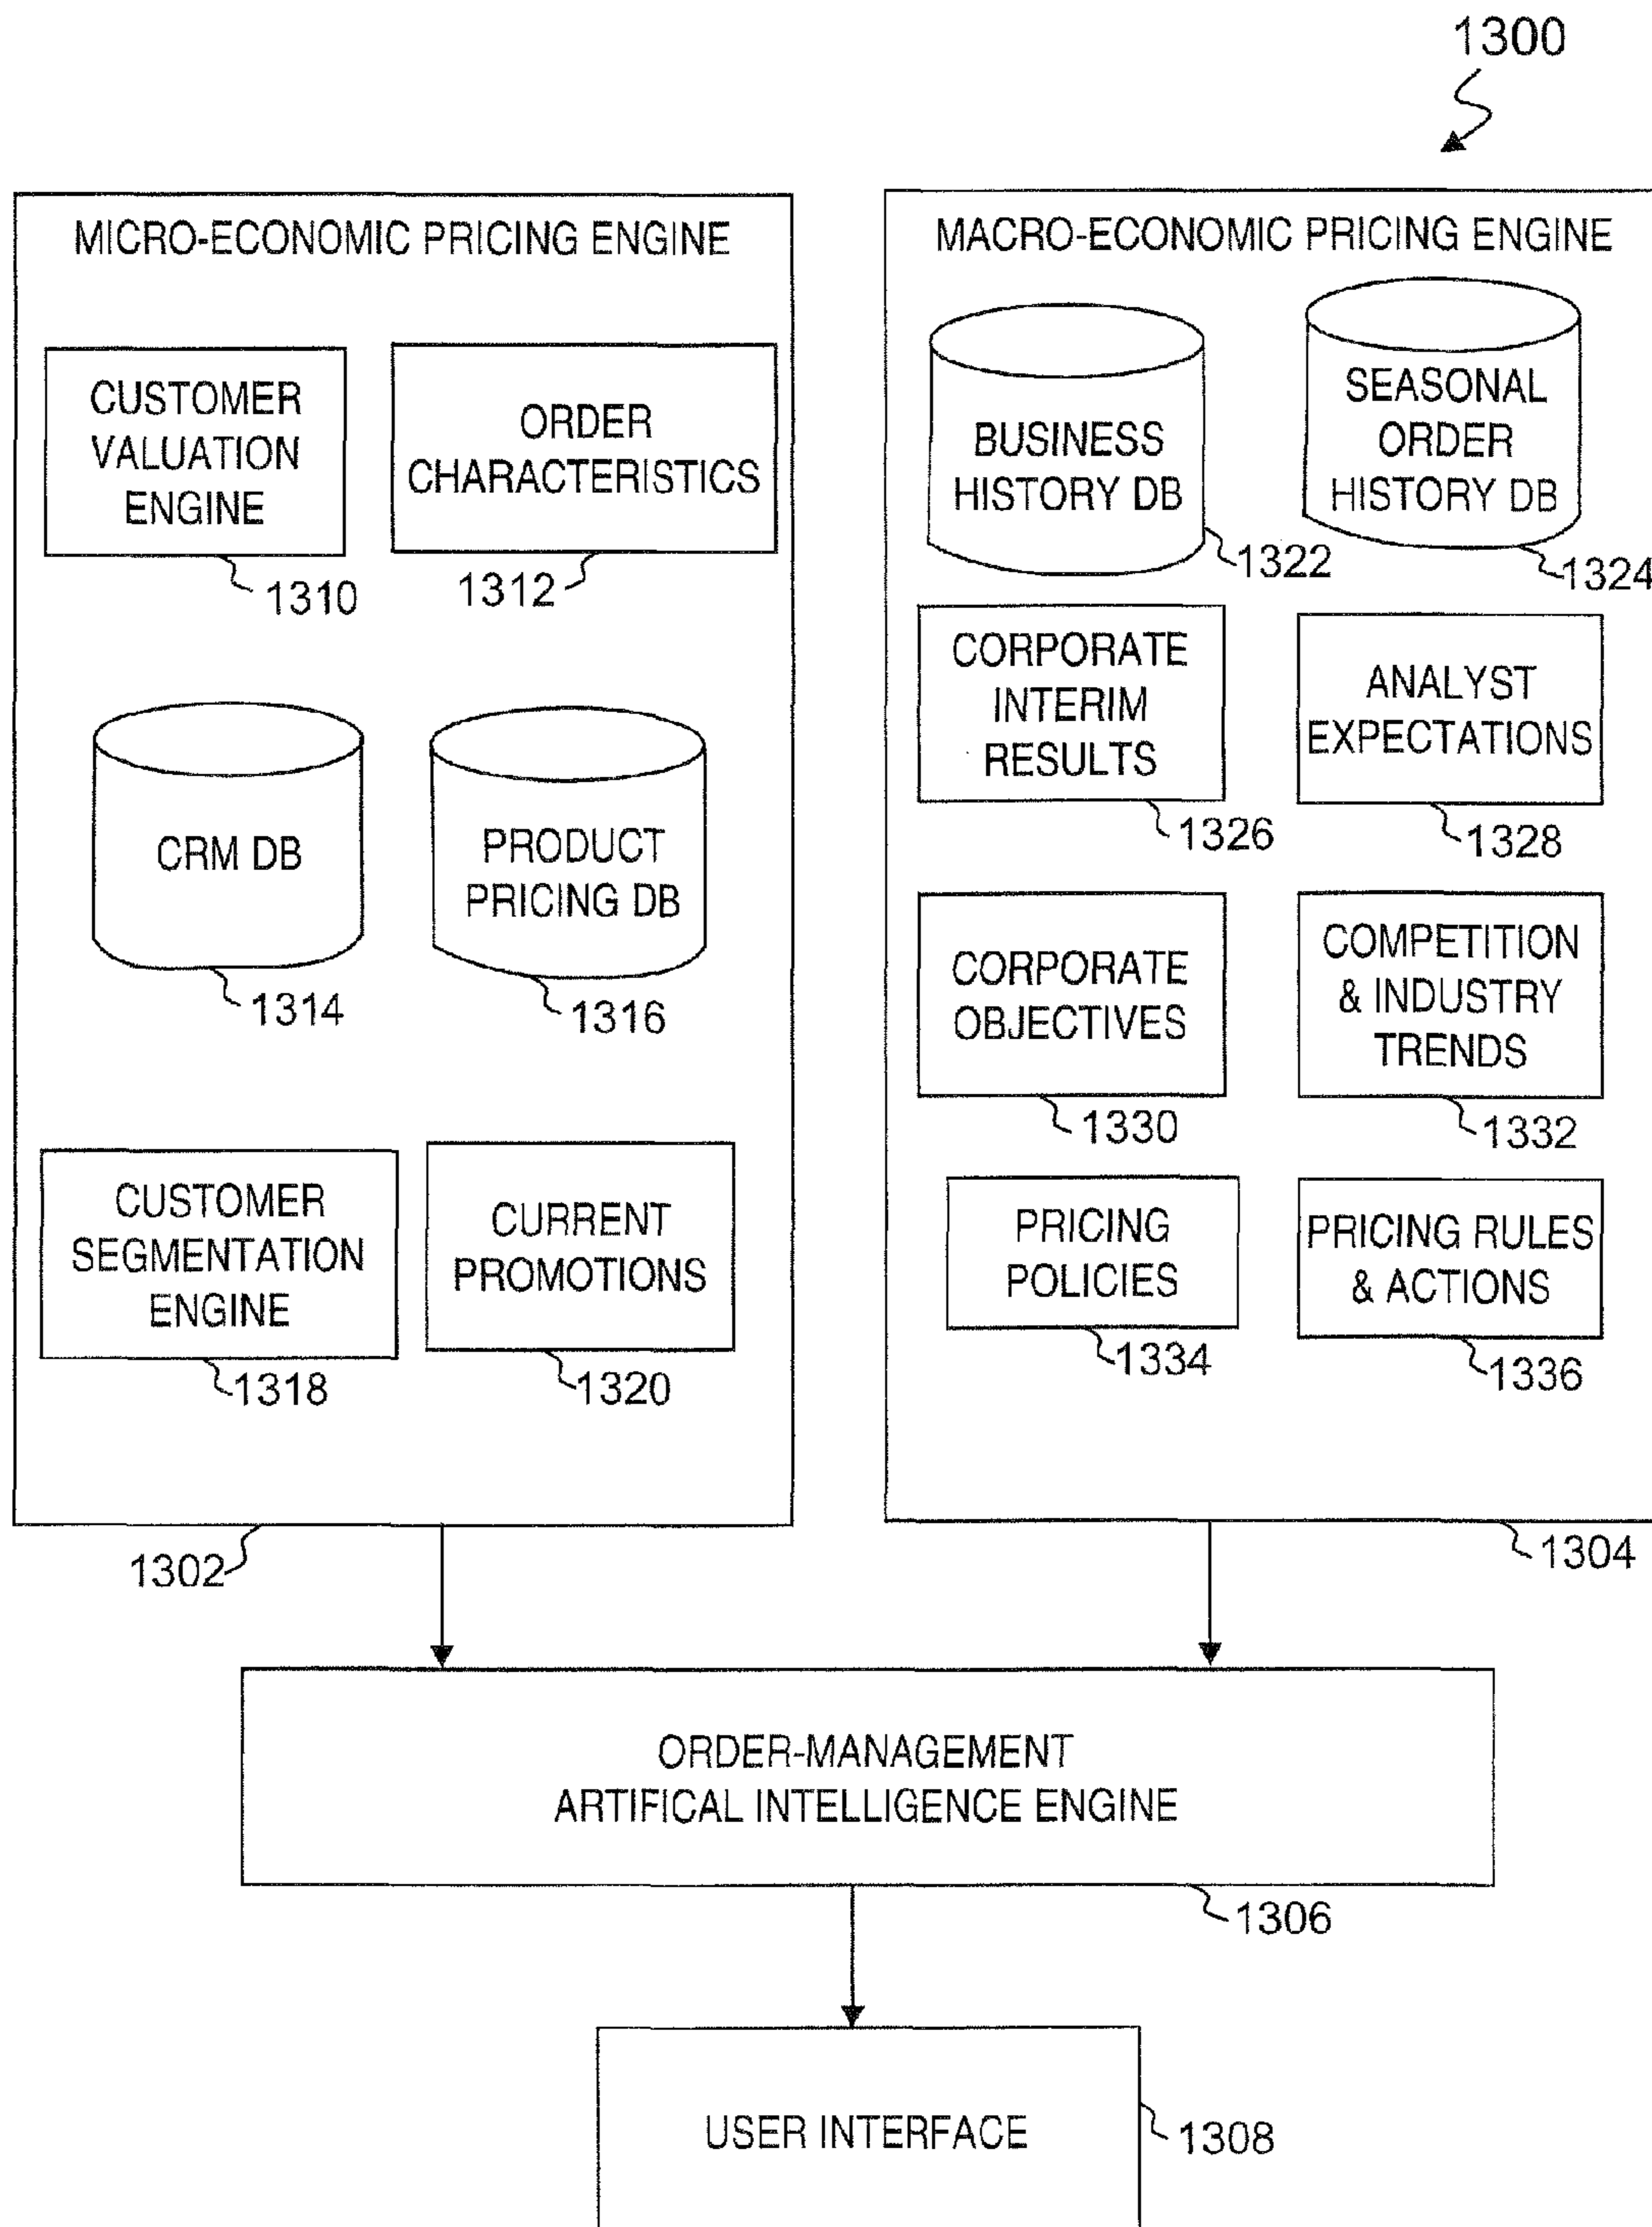 1300
MICRO-ECONOMIC PRICING ENGINE
CUSTOMER
VALUATION
ENGINE
1310
ORDER
CHARACTERISTICS
1312
CRM DB
1314
PRODUCT
PRICING DB
1316
CUSTOMER
SEGMENTATION
ENGINE
1318
CURRENT
PROMOTIONS
1320
1302
MACRO-ECONOMIC PRICING ENGINE
BUSINESS
HISTORY DB
1322
SEASONAL
ORDER
HISTORY DB
1324
CORPORATE
INTERIM
RESULTS
1326
ANALYST
EXPECTATIONS
1328
CORPORATE
OBJECTIVES
1330
COMPETITION
& INDUSTRY
TRENDS
1332
PRICING
POLICIES
1334
PRICING RULES
& ACTIONS
1336
1304
ORDER-MANAGEMENT
ARTIFICAL INTELLIGENCE ENGINE
1306
USER INTERFACE
1308